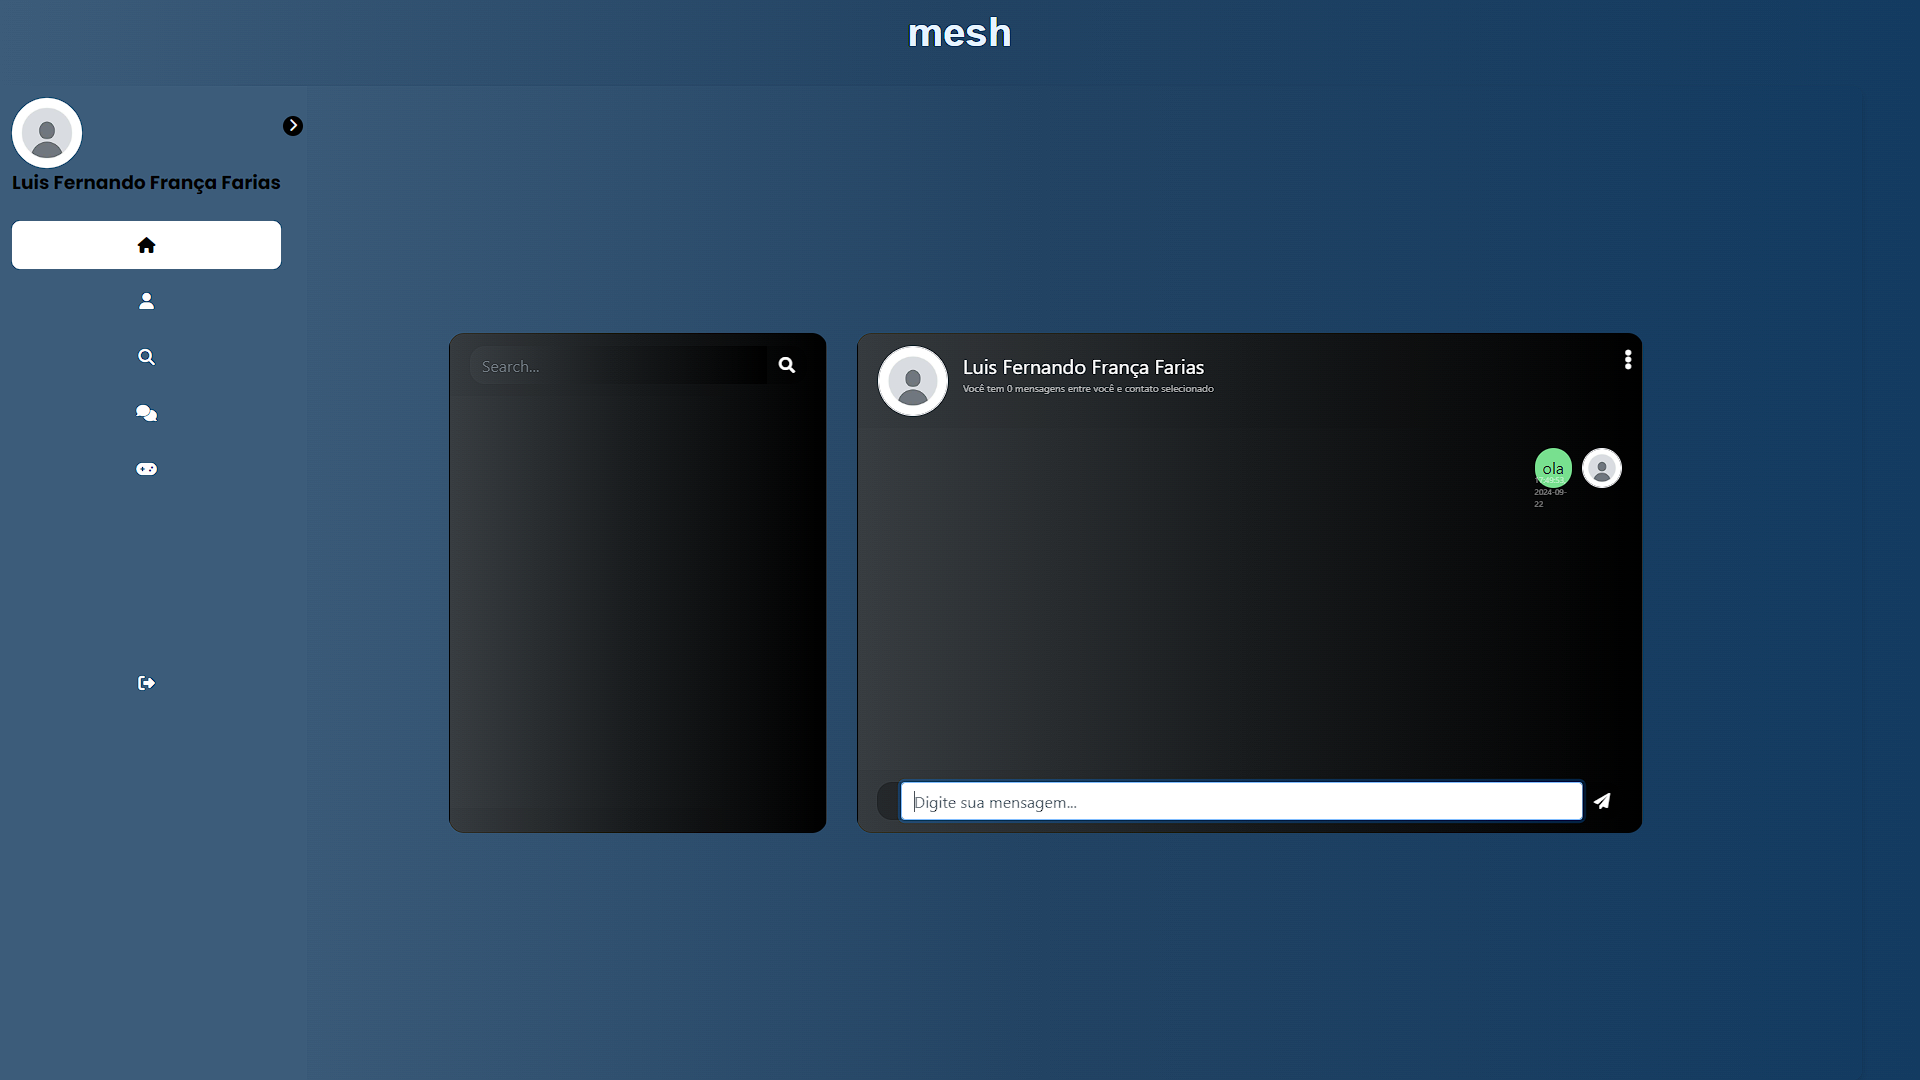 mesh
Luis Fernando França Farias
Search...
Luis Fernando França Farias
Você tem 0 mensagens entre você e contato selecionado
ola
2024-09-
22
Digite sua mensagem...